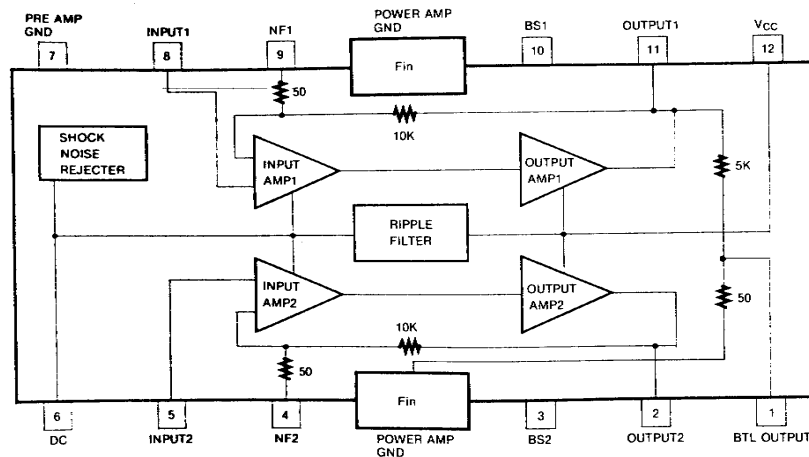 PRE AMP
GND
INPUT1
NF1
POWER AMP
GND
BS1
OUTPUT1
VCC
7
8
9
Fin
10
11
12
50
10K
SHOCK
NOISE
REJECTER
INPUT
AMP1
OUTPUT
AMP1
5K
RIPPLE
FILTER
INPUT
AMP2
OUTPUT
AMP2
50
10K
50
Fin
6
5
4
3
2
1
DC
INPUT2
NF2
POWER AMP
GND
BS2
OUTPUT2
BTL OUTPUT